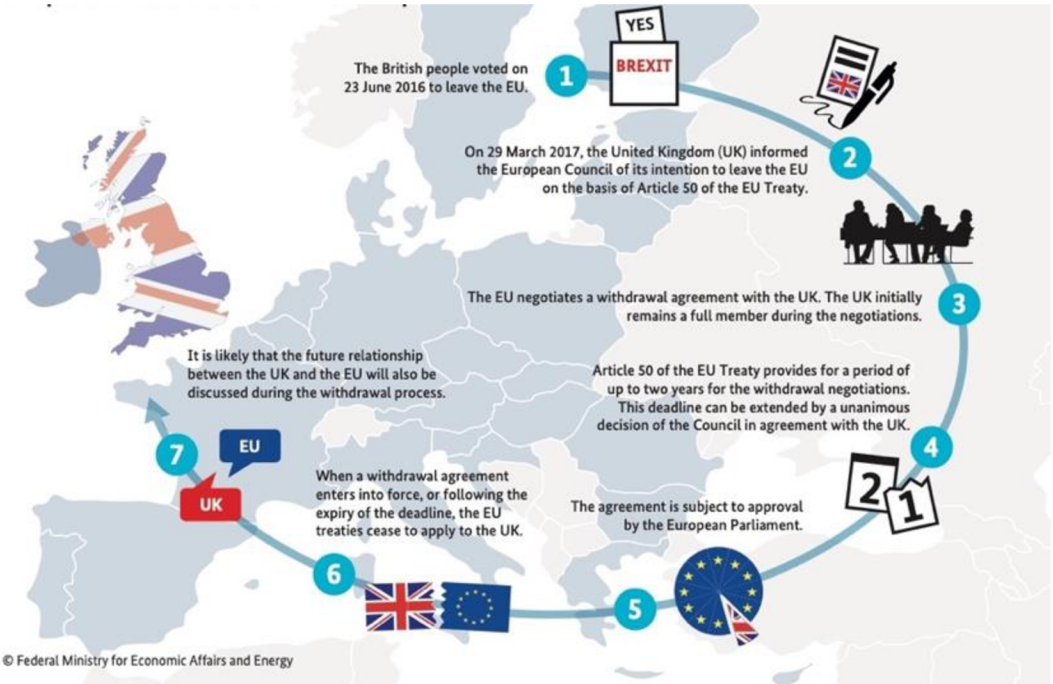 YES
BREXIT
1
The British people voted on
23 June 2016 to leave the EU.
2
On 29 March 2017, the United Kingdom (UK) informed
the European Council of its intention to leave the EU
on the basis of Article 50 of the EU Treaty.
3
The EU negotiates a withdrawal agreement with the UK. The UK initially
remains a full member during the negotiations.
Article 50 of the EU Treaty provides for a period of
up to two years for the withdrawal negotiations.
This deadline can be extended by a unanimous
decision of the Council in agreement with the UK.
4
2
1
The agreement is subject to approval
by the European Parliament.
5
When a withdrawal agreement
enters into force, or following the
expiry of the deadline, the EU
treaties cease to apply to the UK.
6
It is likely that the future relationship
between the UK and the EU will also be
discussed during the withdrawal process.
7
EU
UK
© Federal Ministry for Economic Affairs and Energy